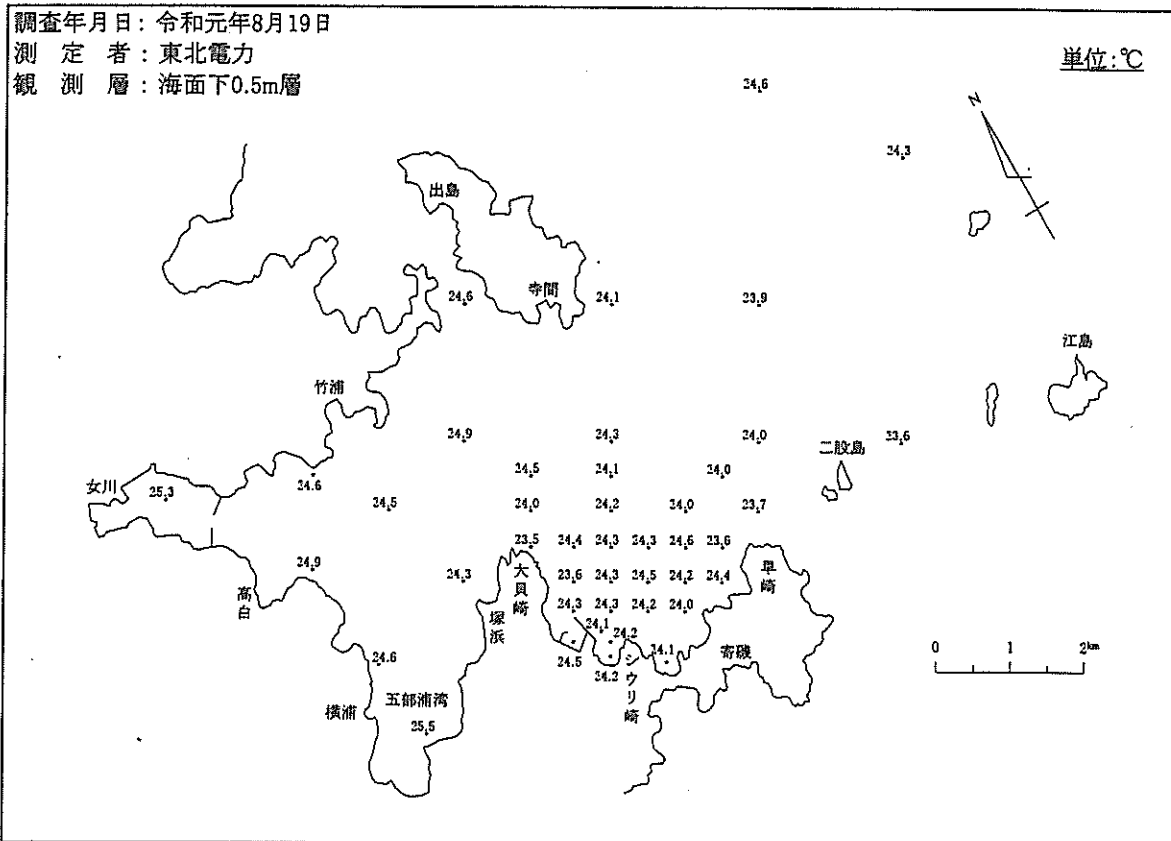 調査年月日：令和元年8月19日
測　定　者：東北電力
観　測　層：海面下0.5m層
単位：℃
24.6
N
24.3
出島
24.6
寺間
24.1
23.9
江島
竹浦
24.9
24.3
24.0
23.6
二股島
女川
25.3
24.6
24.5
24.1
24.0
24.5
24.0
24.2
24.0
23.7
23.5
24.4
24.3
24.3
24.6
23.6
24.9
24.3
大貝崎
23.6
24.3
24.5
24.2
24.4
早崎
高白
塚浜
24.3
24.3
24.2
24.0
24.1
24.2
24.6
24.5
24.2
シウリ崎
24.1
寄磯
0 1 2km
横浦
五部浦湾
25.5